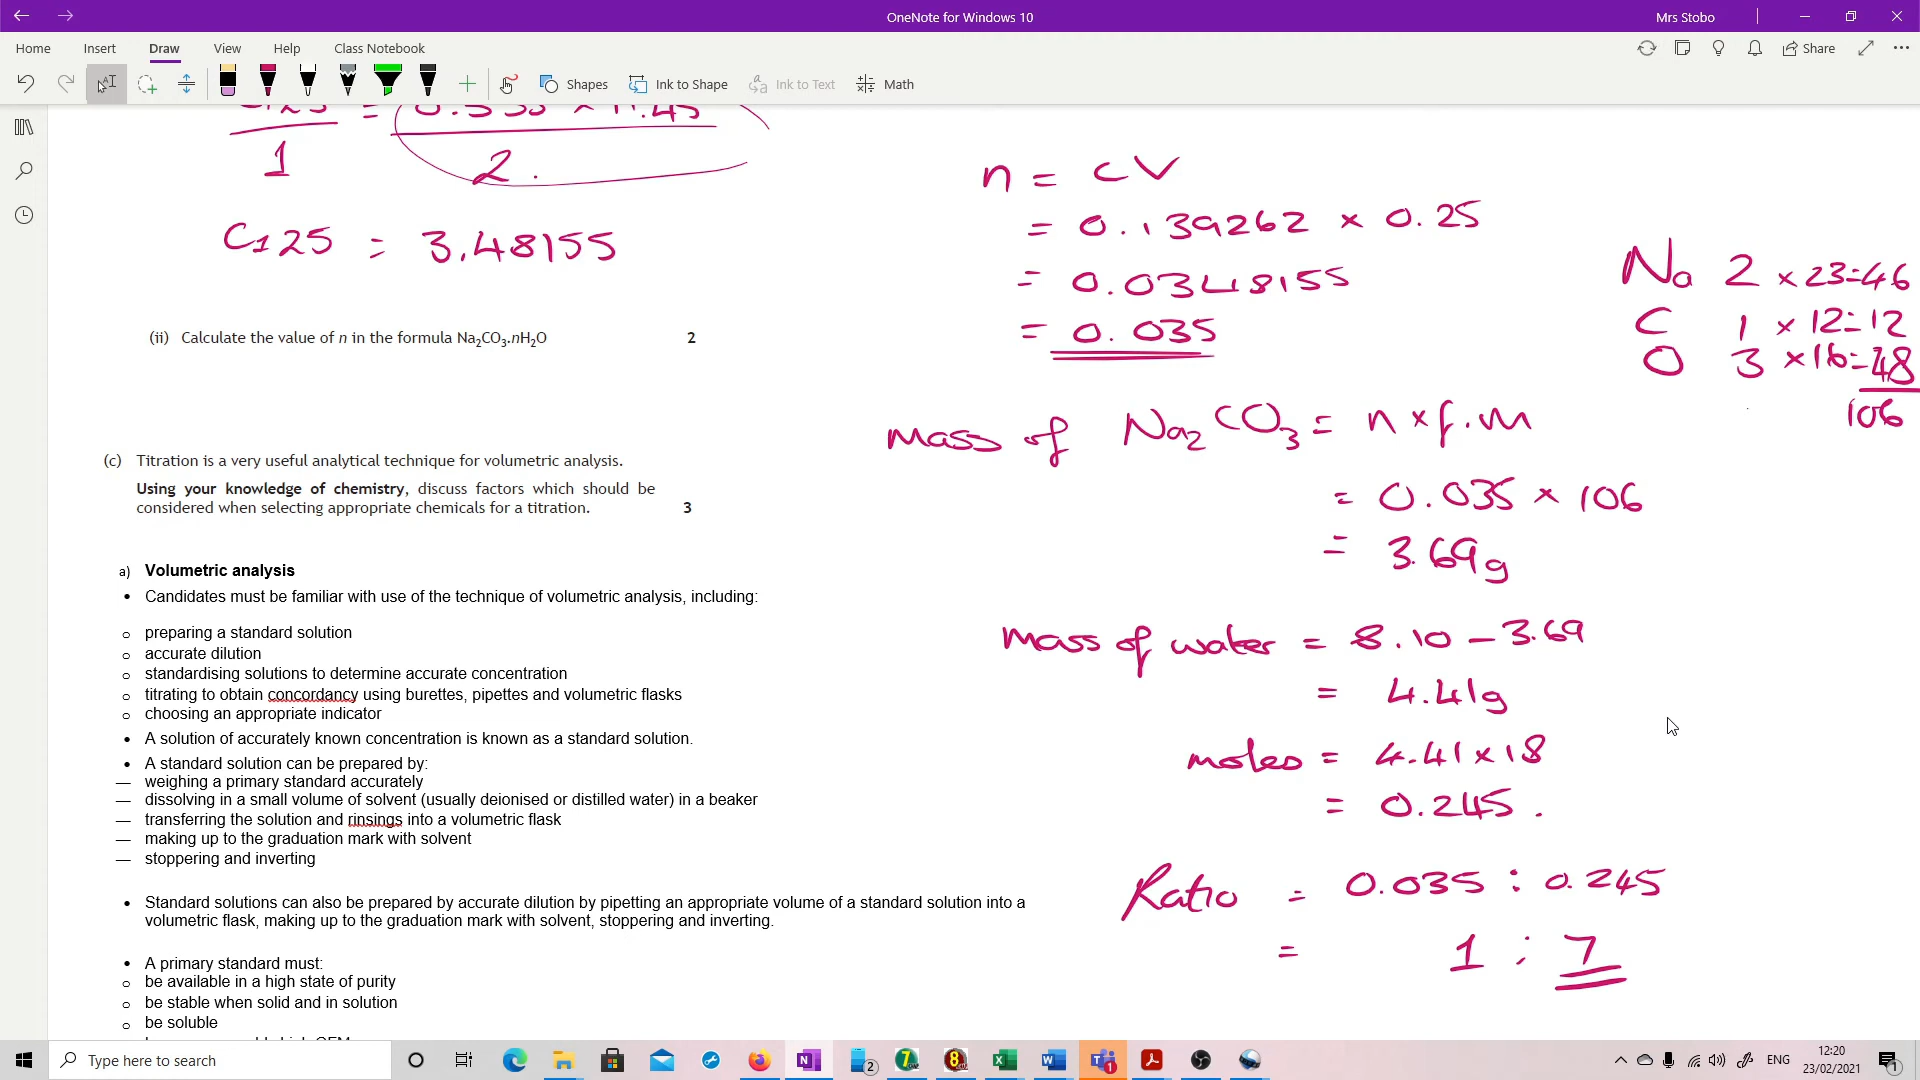 OneNote for Windows 10
Mrs Stobo
Home Insert Draw View Help Class Notebook
Share
Shapes Ink to Shape Ink to Text Math
1 2.
C₁25 = 3.48155
(ii) Calculate the value of n in the formula Na₂CO₃.nH₂O 2
(c) Titration is a very useful analytical technique for volumetric analysis.
Using your knowledge of chemistry, discuss factors which should be
considered when selecting appropriate chemicals for a titration. 3
a) Volumetric analysis
• Candidates must be familiar with use of the technique of volumetric analysis, including:
o preparing a standard solution
o accurate dilution
o standardising solutions to determine accurate concentration
o titrating to obtain concordancy using burettes, pipettes and volumetric flasks
o choosing an appropriate indicator
• A solution of accurately known concentration is known as a standard solution.
• A standard solution can be prepared by:
— weighing a primary standard accurately
— dissolving in a small volume of solvent (usually deionised or distilled water) in a beaker
— transferring the solution and rinsings into a volumetric flask
— making up to the graduation mark with solvent
— stoppering and inverting
• Standard solutions can also be prepared by accurate dilution by pipetting an appropriate volume of a standard solution into a
volumetric flask, making up to the graduation mark with solvent, stoppering and inverting.
• A primary standard must:
o be available in a high state of purity
o be stable when solid and in solution
o be soluble
n = cV
= 0.139262 × 0.25
= 0.0348155
= 0.035
Na 2 × 23=46
C 1 × 12=12
O 3 ×16=48
106
mass of Na₂CO₃ = n × f.m
= 0.035 × 106
= 3.69g
mass of water = 8.10 – 3.69
= 4.41g
moles = 4.41 × 18
= 0.245.
Ratio = 0.035 : 0.245
= 1 : 7
Type here to search
ENG
12:20
23/02/2021